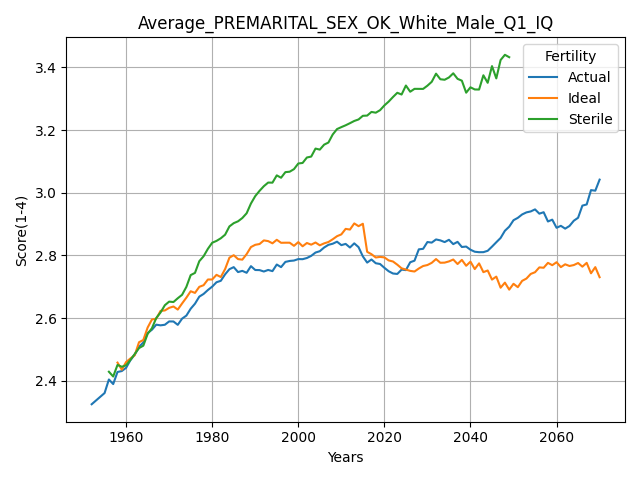 Average_PREMARITAL_SEX_OK_White_Male_Q1_IQ
Score(1-4)
3.4
3.2
3.0
2.8
2.6
2.4
Fertility
Actual
Ideal
Sterile
1960 1980 2000 2020 2040 2060
Years